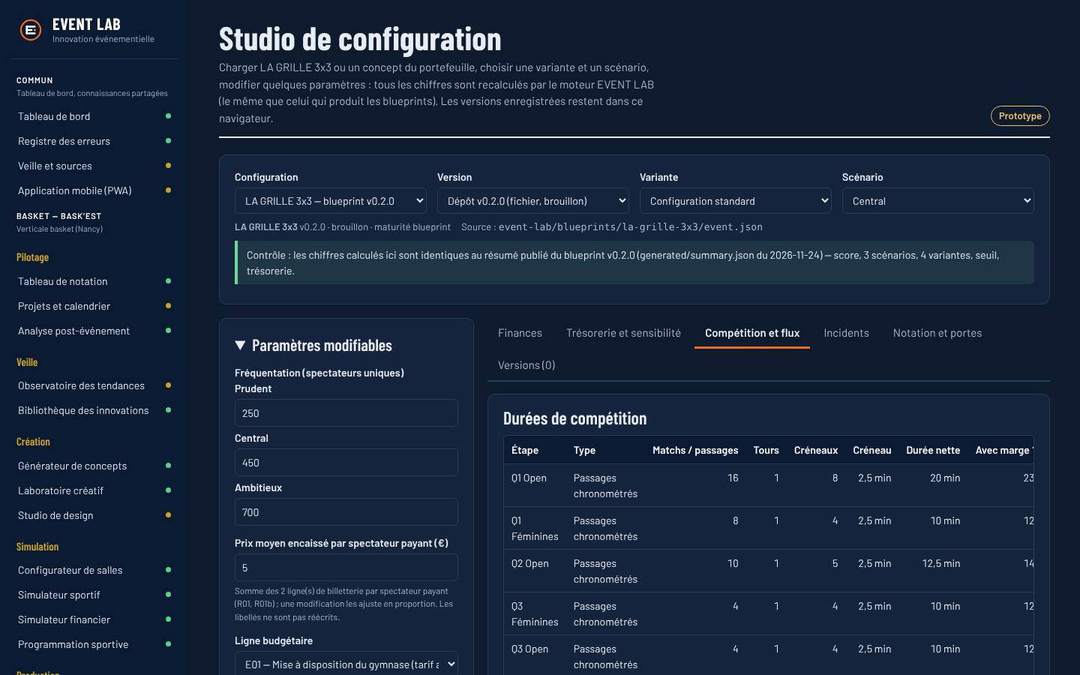 EVENT LAB
Innovation événementielle
COMMUN
Tableau de bord, connaissances partagées
Tableau de bord
Registre des erreurs
Veille et sources
Application mobile (PWA)
BASKET — BASK'EST
Verticale basket (Nancy)
Pilotage
Tableau de notation
Projets et calendrier
Analyse post-événement
Veille
Observatoire des tendances
Bibliothèque des innovations
Création
Générateur de concepts
Laboratoire créatif
Studio de design
Simulation
Configurateur de salles
Simulateur sportif
Simulateur financier
Programmation sportive
Production
Studio de configuration
Charger LA GRILLE 3x3 ou un concept du portefeuille, choisir une variante et un scénario,
modifier quelques paramètres : tous les chiffres sont recalculés par le moteur EVENT LAB
(le même que celui qui produit les blueprints). Les versions enregistrées restent dans ce
navigateur.
Prototype
Configuration Version Variante Scénario
LA GRILLE 3x3 — blueprint v0.2.0 Dépôt v0.2.0 (fichier, brouillon) Configuration standard Central
LA GRILLE 3x3 v0.2.0 · brouillon · maturité blueprint Source : event-lab/blueprints/la-grille-3x3/event.json
Contrôle : les chiffres calculés ici sont identiques au résumé publié du blueprint v0.2.0 (generated/summary.json du 2026-11-24) — score, 3 scénarios, 4 variantes, seuil,
trésorerie.
▼ Paramètres modifiables
Fréquentation (spectateurs uniques)
Prudent
250
Central
450
Ambitieux
700
Prix moyen encaissé par spectateur payant (€)
5
Somme des 2 ligne(s) de billetterie par spectateur payant
(R01, R01b) ; une modification les ajuste en proportion. Les
libellés ne sont pas réécrits.
Ligne budgétaire
E01 — Mise à disposition du gymnase (tarif a
Finances Trésorerie et sensibilité Compétition et flux Incidents Notation et portes
Versions (0)
Durées de compétition
Étape Type Matchs / passages Tours Créneaux Créneau Durée nette Avec marge
Q1 Open Passages chronométrés 16 1 8 2,5 min 20 min 23
Q1 Féminines Passages chronométrés 8 1 4 2,5 min 10 min 12
Q2 Open Passages chronométrés 10 1 5 2,5 min 12,5 min 14
Q3 Féminines Passages chronométrés 4 1 4 2,5 min 10 min 12
Q3 Open Passages chronométrés 4 1 4 2,5 min 10 min 12